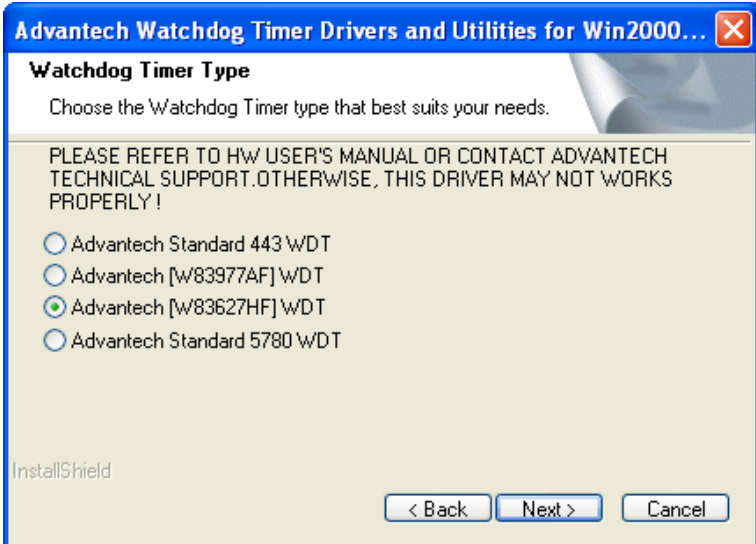 Advantech Watchdog Timer Drivers and Utilities for Win2000...
Watchdog Timer Type
Choose the Watchdog Timer type that best suits your needs.
PLEASE REFER TO HW USER'S MANUAL OR CONTACT ADVANTECH
TECHNICAL SUPPORT.OTHERWISE, THIS DRIVER MAY NOT WORKS
PROPERLY !
Advantech Standard 443 WDT
Advantech [W83977AF] WDT
Advantech [W83627HF] WDT
Advantech Standard 5780 WDT
InstallShield
< Back Next > Cancel